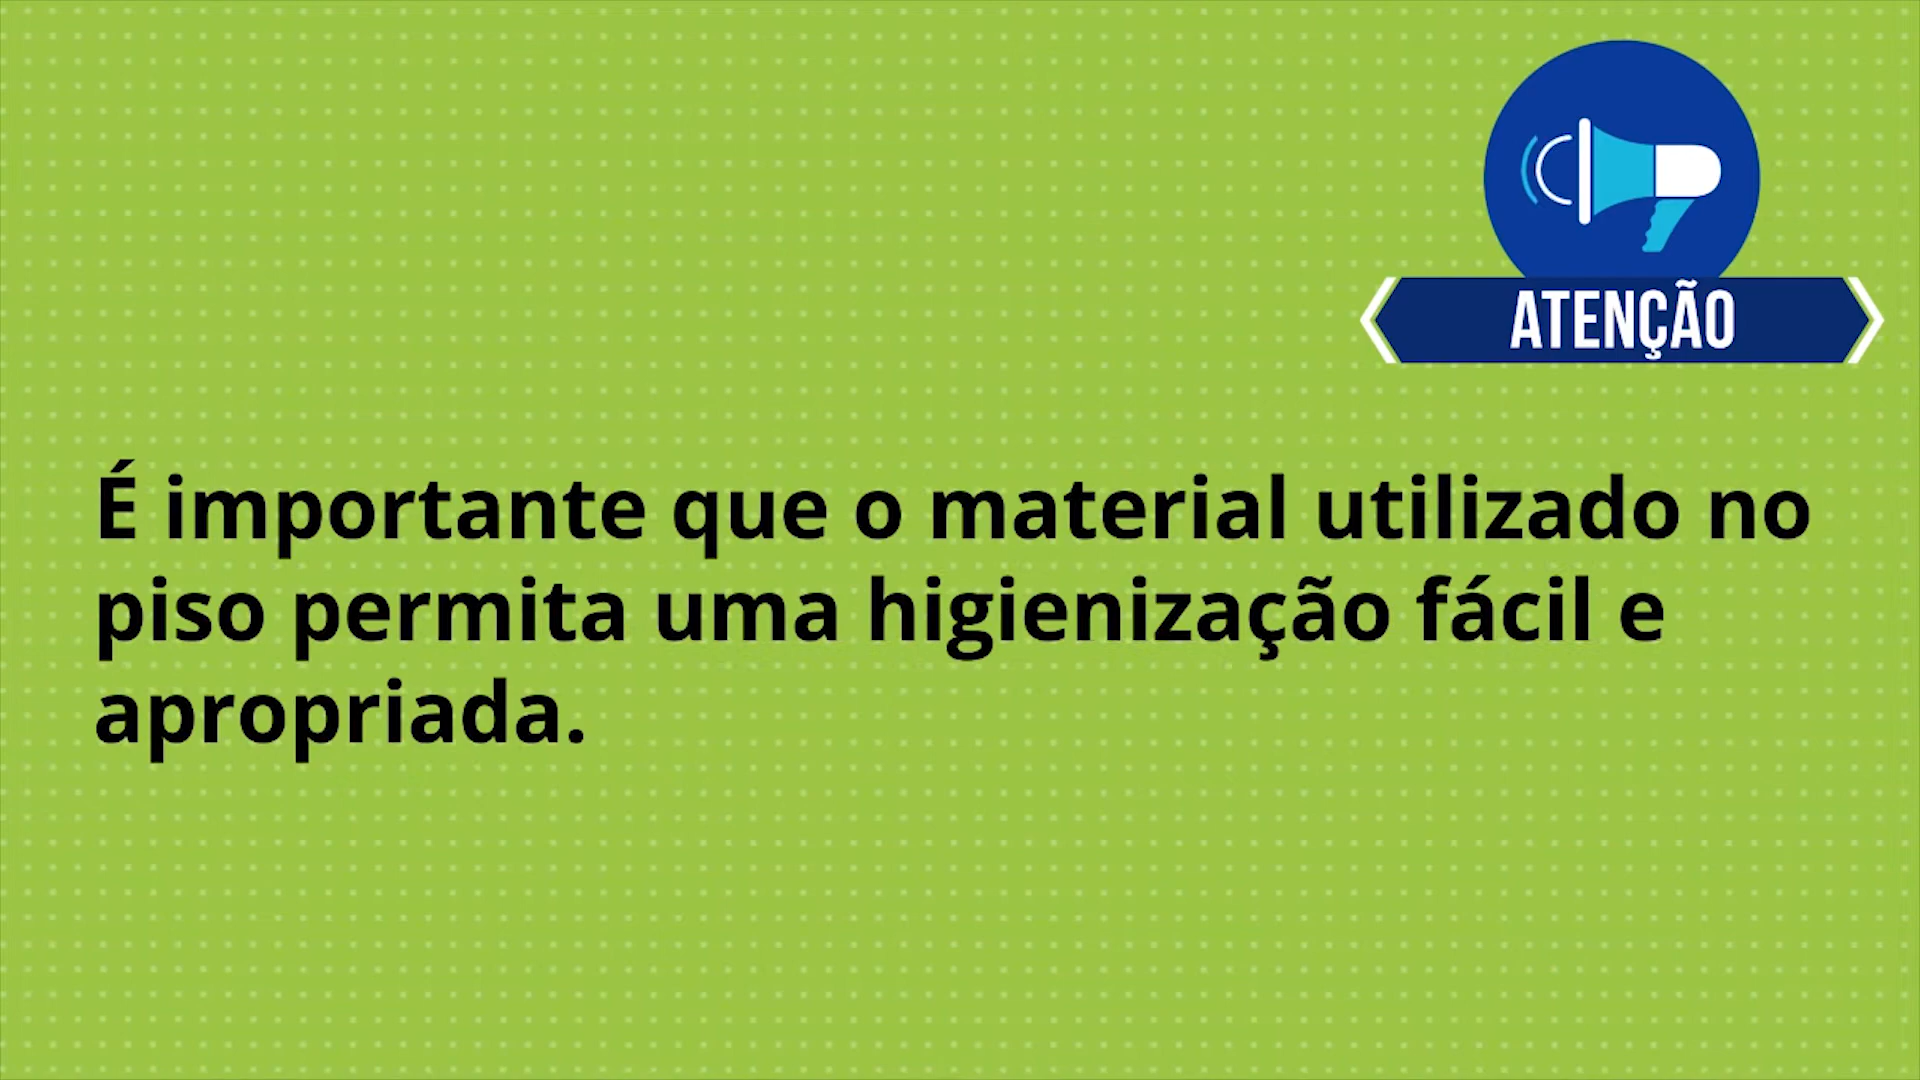 ATENÇÃO
É importante que o material utilizado no
piso permita uma higienização fácil e
apropriada.